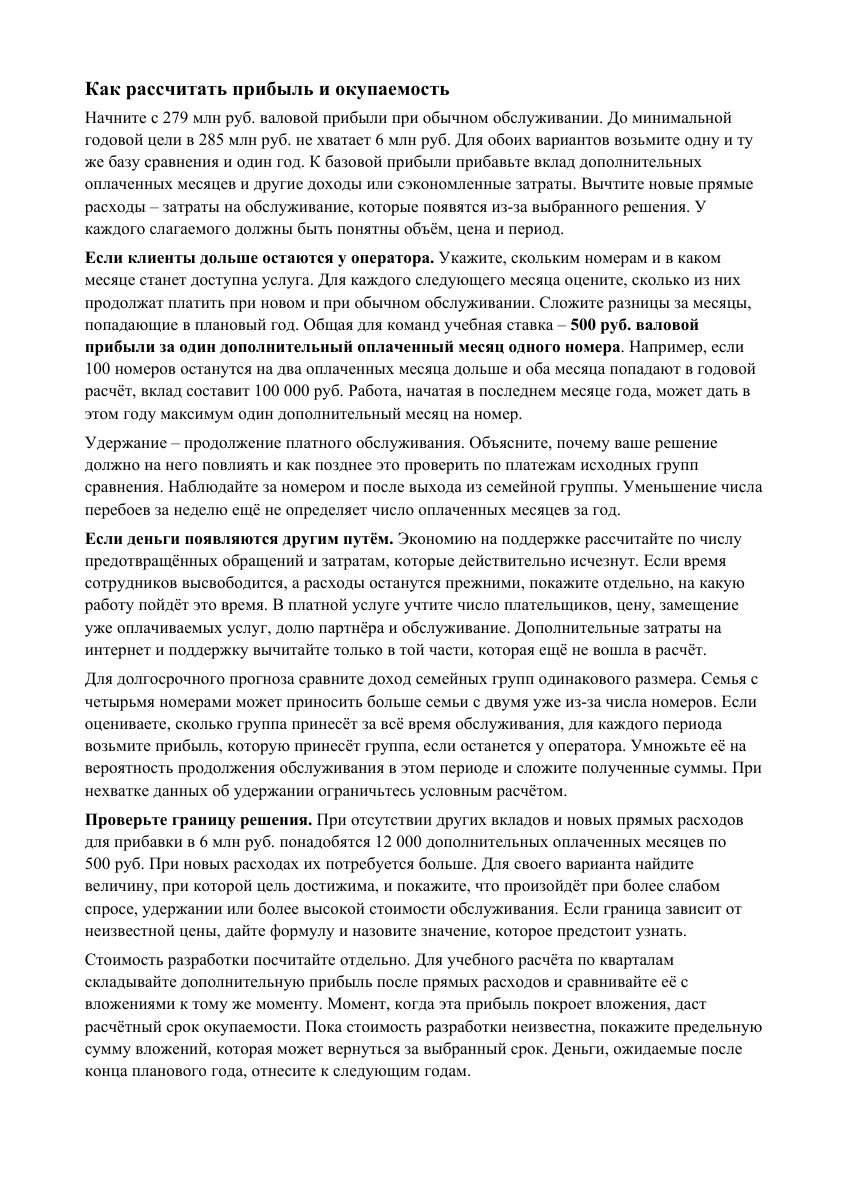 Как рассчитать прибыль и окупаемость
Начните с 279 млн руб. валовой прибыли при обычном обслуживании. До минимальной
годовой цели в 285 млн руб. не хватает 6 млн руб. Для обоих вариантов возьмите одну и ту
же базу сравнения и один год. К базовой прибыли прибавьте вклад дополнительных
оплаченных месяцев и другие доходы или сэкономленные затраты. Вычтите новые прямые
расходы – затраты на обслуживание, которые появятся из-за выбранного решения. У
каждого слагаемого должны быть понятны объём, цена и период.
Если клиенты дольше остаются у оператора. Укажите, скольким номерам и в каком
месяце станет доступна услуга. Для каждого следующего месяца оцените, сколько из них
продолжат платить при новом и при обычном обслуживании. Сложите разницы за месяцы,
попадающие в плановый год. Общая для команд учебная ставка – 500 руб. валовой
прибыли за один дополнительный оплаченный месяц одного номера. Например, если
100 номеров останутся на два оплаченных месяца дольше и оба месяца попадают в годовой
расчёт, вклад составит 100 000 руб. Работа, начатая в последнем месяце года, может дать в
этом году максимум один дополнительный месяц на номер.
Удержание – продолжение платного обслуживания. Объясните, почему ваше решение
должно на него повлиять и как позднее это проверить по платежам исходных групп
сравнения. Наблюдайте за номером и после выхода из семейной группы. Уменьшение числа
перебоев за неделю ещё не определяет число оплаченных месяцев за год.
Если деньги появляются другим путём. Экономию на поддержке рассчитайте по числу
предотвращённых обращений и затратам, которые действительно исчезнут. Если время
сотрудников высвободится, а расходы останутся прежними, покажите отдельно, на какую
работу пойдёт это время. В платной услуге учтите число плательщиков, цену, замещение
уже оплачиваемых услуг, долю партнёра и обслуживание. Дополнительные затраты на
интернет и поддержку вычитайте только в той части, которая ещё не вошла в расчёт.
Для долгосрочного прогноза сравните доход семейных групп одинакового размера. Семья с
четырьмя номерами может приносить больше семьи с двумя уже из-за числа номеров. Если
оцениваете, сколько группа принесёт за всё время обслуживания, для каждого периода
возьмите прибыль, которую принесёт группа, если останется у оператора. Умножьте её на
вероятность продолжения обслуживания в этом периоде и сложите полученные суммы. При
нехватке данных об удержании ограничьтесь условным расчётом.
Проверьте границу решения. При отсутствии других вкладов и новых прямых расходов
для прибавки в 6 млн руб. понадобятся 12 000 дополнительных оплаченных месяцев по
500 руб. При новых расходах их потребуется больше. Для своего варианта найдите
величину, при которой цель достижима, и покажите, что произойдёт при более слабом
спросе, удержании или более высокой стоимости обслуживания. Если граница зависит от
неизвестной цены, дайте формулу и назовите значение, которое предстоит узнать.
Стоимость разработки посчитайте отдельно. Для учебного расчёта по кварталам
складывайте дополнительную прибыль после прямых расходов и сравнивайте её с
вложениями к тому же моменту. Момент, когда эта прибыль покроет вложения, даст
расчётный срок окупаемости. Пока стоимость разработки неизвестна, покажите предельную
сумму вложений, которая может вернуться за выбранный срок. Деньги, ожидаемые после
конца планового года, отнесите к следующим годам.